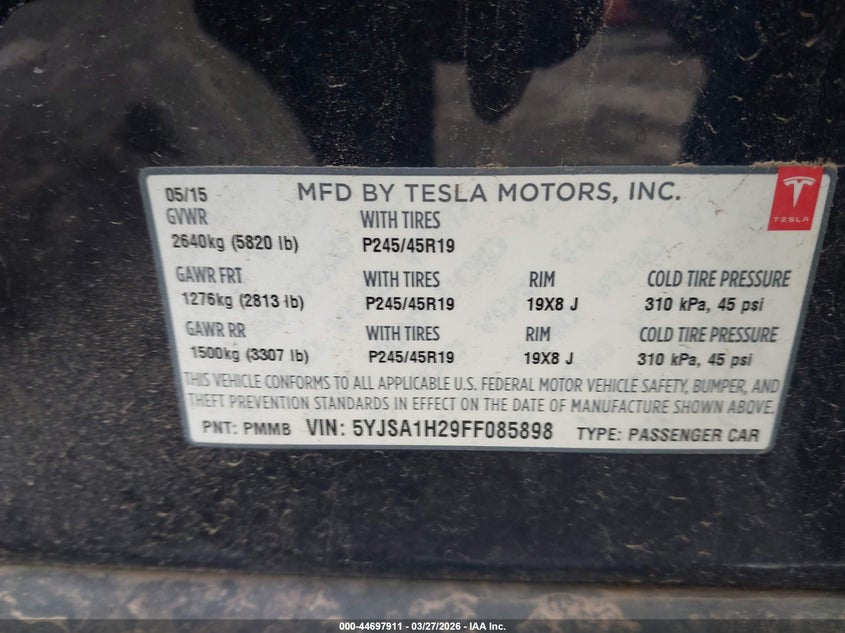 05/15 MFD BY TESLA MOTORS, INC.
TESLA
GVWR WITH TIRES
2640kg (5820 lb) P245/45R19
GAWR FRT WITH TIRES RIM COLD TIRE PRESSURE
1276kg (2813 lb) P245/45R19 19X8 J 310 kPa, 45 psi
GAWR RR WITH TIRES RIM COLD TIRE PRESSURE
1500kg (3307 lb) P245/45R19 19X8 J 310 kPa, 45 psi
THIS VEHICLE CONFORMS TO ALL APPLICABLE U.S. FEDERAL MOTOR VEHICLE SAFETY, BUMPER, AND
THEFT PREVENTION STANDARDS IN EFFECT ON THE DATE OF MANUFACTURE SHOWN ABOVE.
PNT: PMMB VIN: 5YJSA1H29FF085898 TYPE: PASSENGER CAR
000-44697911 - 03/27/2026 - IAA Inc.